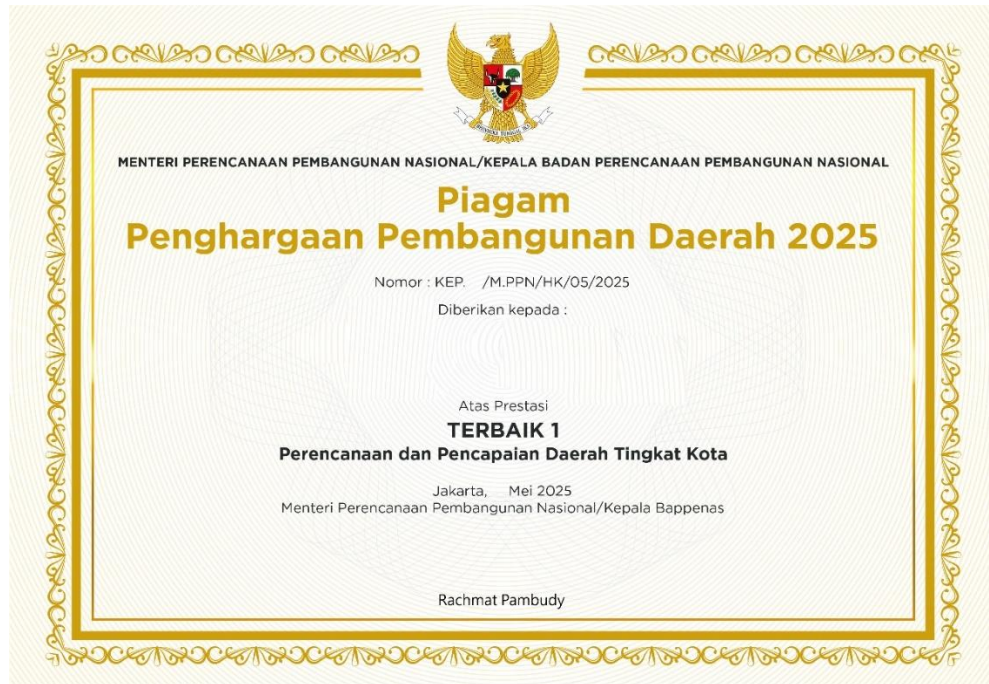 MENTERI PERENCANAAN PEMBANGUNAN NASIONAL/KEPALA BADAN PERENCANAAN PEMBANGUNAN NASIONAL
Piagam
Penghargaan Pembangunan Daerah 2025
Nomor : KEP. /M.PPN/HK/05/2025
Diberikan kepada :
Atas Prestasi
TERBAIK 1
Perencanaan dan Pencapaian Daerah Tingkat Kota
Jakarta, Mei 2025
Menteri Perencanaan Pembangunan Nasional/Kepala Bappenas
Rachmat Pambudy